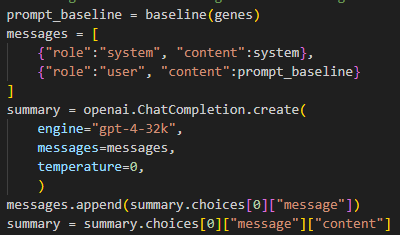 prompt_baseline = baseline(genes)
messages = [
    {"role":"system", "content":system},
    {"role":"user", "content":prompt_baseline}
]
summary = openai.ChatCompletion.create(
    engine="gpt-4-32k",
    messages=messages,
    temperature=0,
    )
messages.append(summary.choices[0]["message"])
summary = summary.choices[0]["message"]["content"]